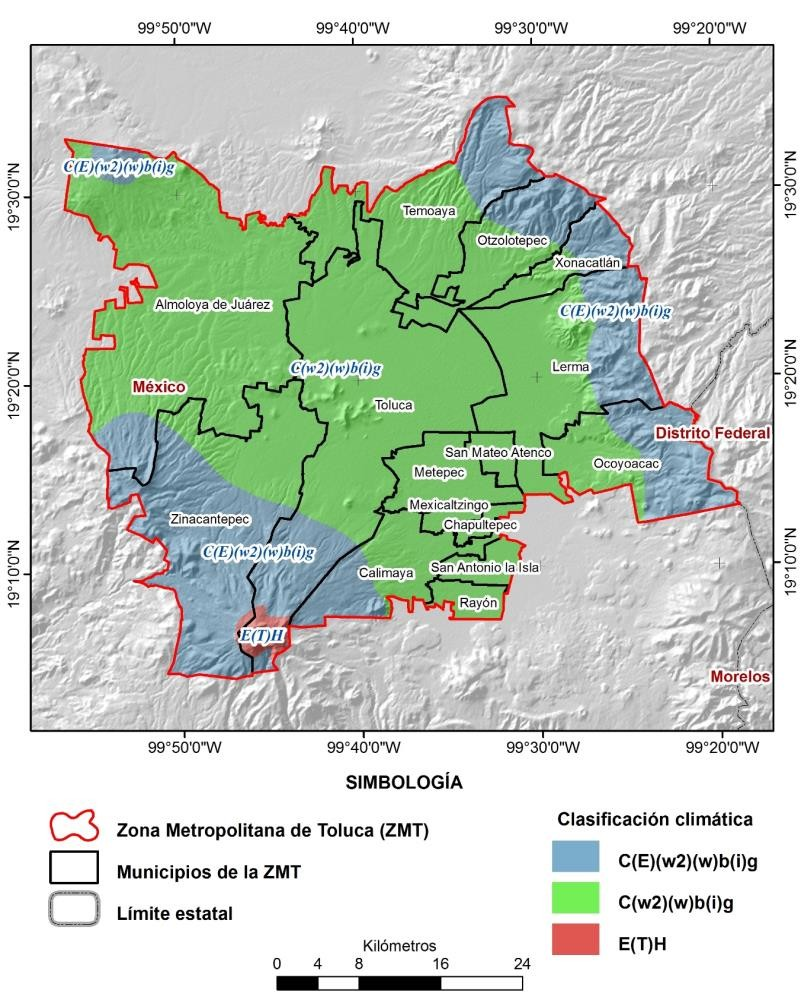 99°50'0"W 99°40'0"W 99°30'0"W 99°20'0"W
19°30'0"N
19°20'0"N
19°10'0"N
19°30'0"N
19°20'0"N
19°10'0"N
C(E)(w2)(w)b(i)g
Temoaya
Otzolotepec
Xonacatlán
Almoloya de Juárez
C(E)(w2)(w)b(i)g
C(w2)(w)b(i)g
Lerma
México
Toluca
Distrito Federal
San Mateo Atenco
Metepec
Ocoyoacac
Mexicaltzingo
Zinacantepec
Chapultepec
C(E)(w2)(w)b(i)g
Calimaya
San Antonio la Isla
Rayón
E(T)H
Morelos
99°50'0"W 99°40'0"W 99°30'0"W 99°20'0"W
SIMBOLOGÍA
Zona Metropolitana de Toluca (ZMT)
Municipios de la ZMT
Límite estatal
Clasificación climática
C(E)(w2)(w)b(i)g
C(w2)(w)b(i)g
E(T)H
Kilómetros
0 4 8 16 24